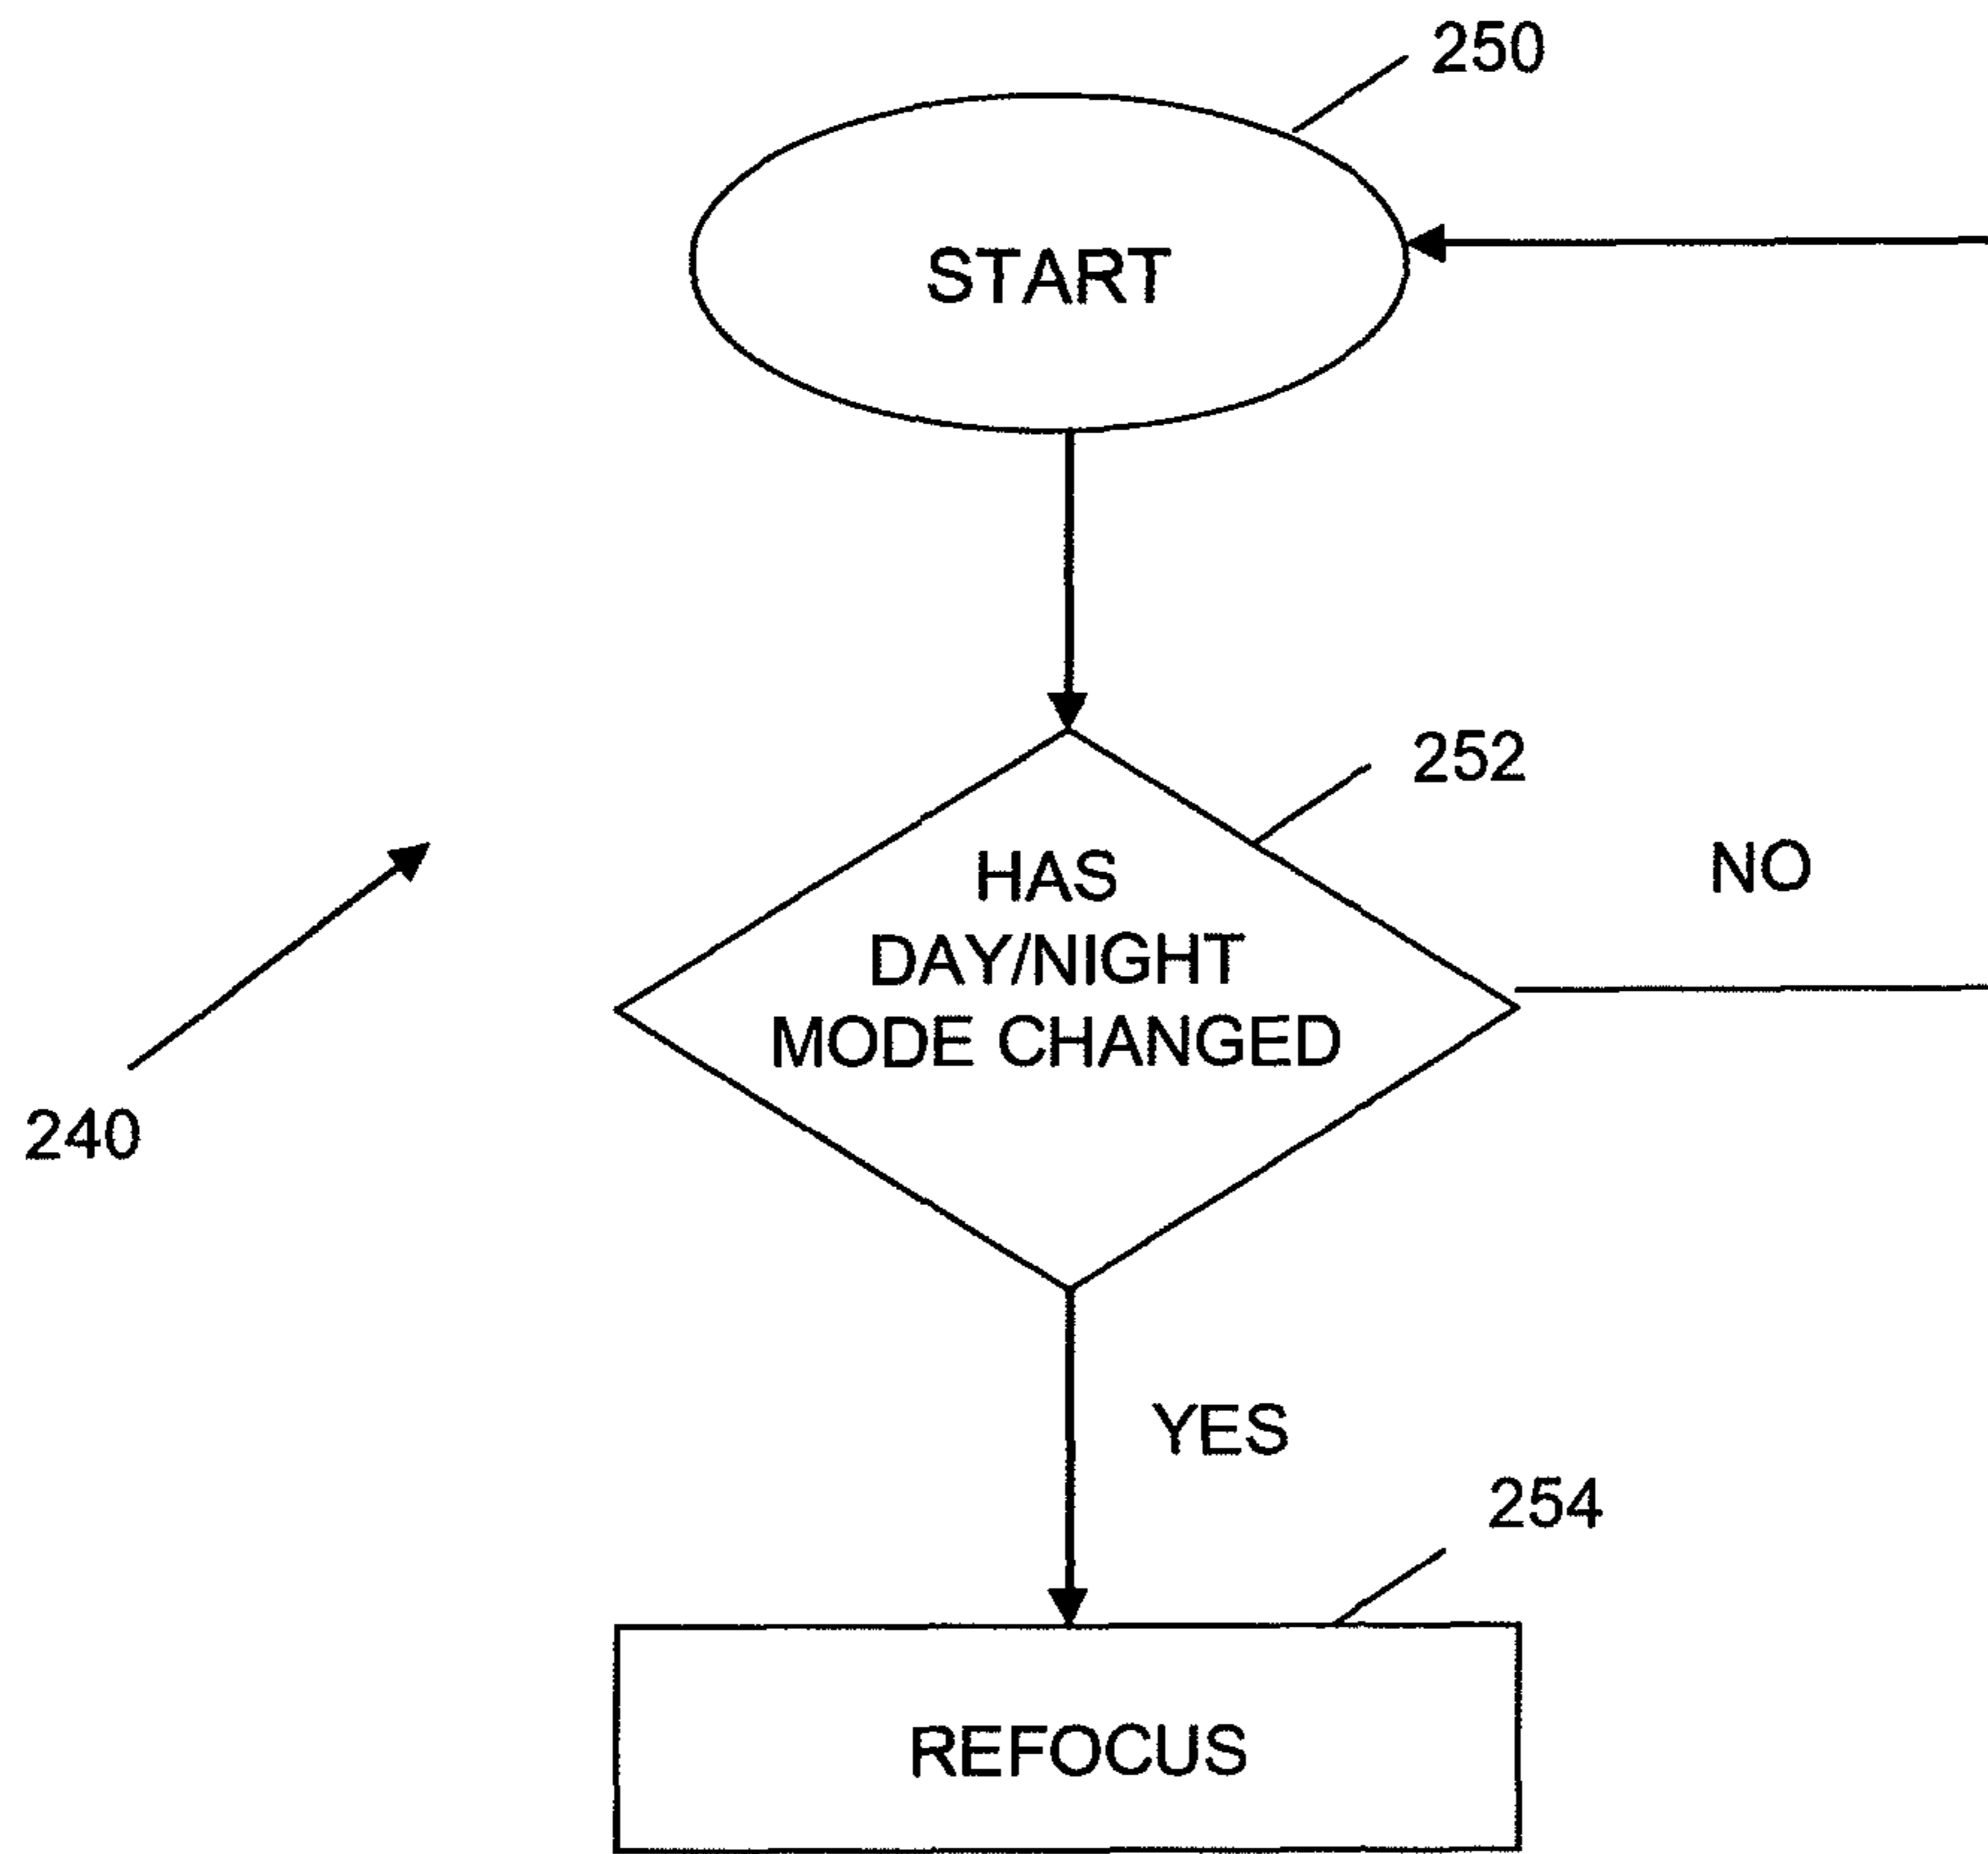 250
START
252
HAS
DAY/NIGHT
MODE CHANGED
NO
240
YES
254
REFOCUS